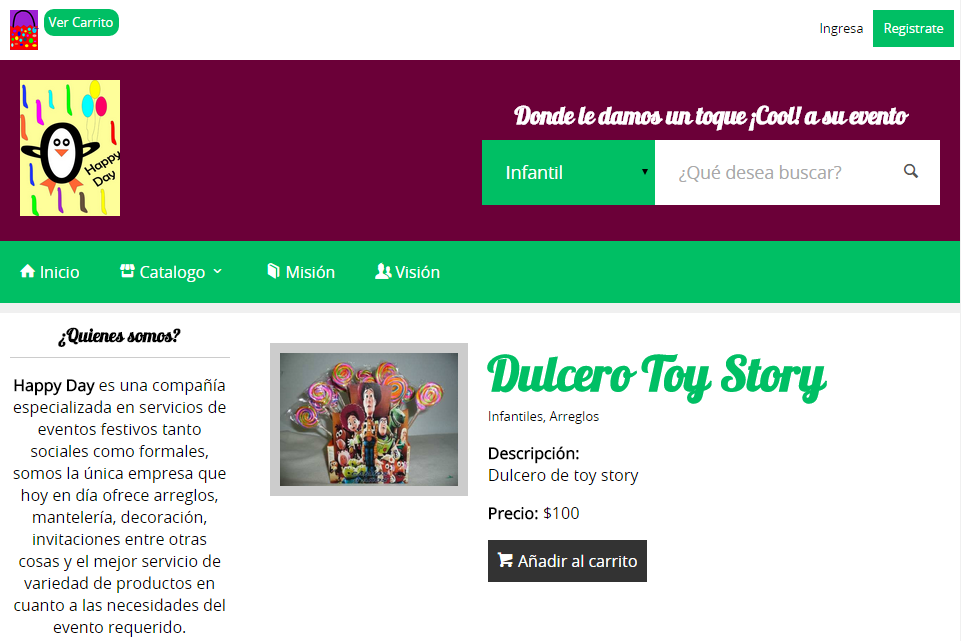 Ver Carrito
Ingresa
Registrate
Happy
Day
Donde le damos un toque ¡Cool! a su evento
Infantil
¿Qué desea buscar?
Inicio
Catalogo
Misión
Visión
¿Quienes somos?
Happy Day es una compañía
especializada en servicios de
eventos festivos tanto
sociales como formales,
somos la única empresa que
hoy en día ofrece arreglos,
mantelería, decoración,
invitaciones entre otras
cosas y el mejor servicio de
variedad de productos en
cuanto a las necesidades del
evento requerido.
Dulcero Toy Story
Infantiles, Arreglos
Descripción:
Dulcero de toy story
Precio: $100
Añadir al carrito